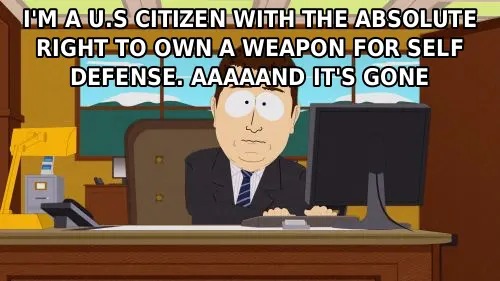 I'M A U.S CITIZEN WITH THE ABSOLUTE
RIGHT TO OWN A WEAPON FOR SELF
DEFENSE. AAAAAND IT'S GONE